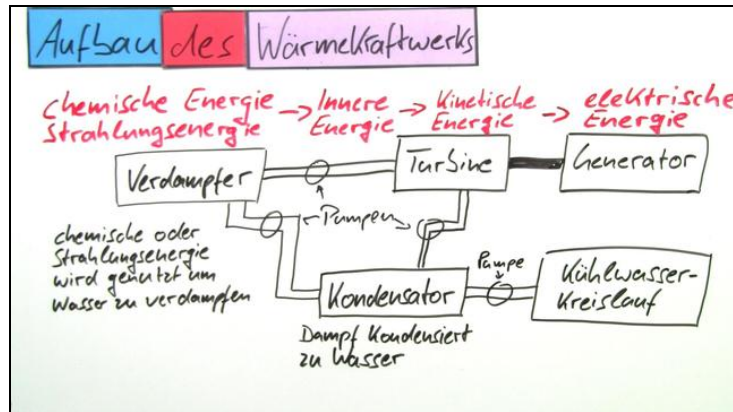 Aufbau des Wärmekraftwerks
chemische Energie → Innere → Kinetische → elektrische
Strahlungsenergie Energie Energie Energie
Verdampfer
Turbine
Generator
Pumpen
chemische oder
Strahlungsenergie
wird genutzt um
Wasser zu verdampfen
Pumpe
Kondensator
Kühlwasser-
Kreislauf
Dampf Kondensiert
zu Wasser